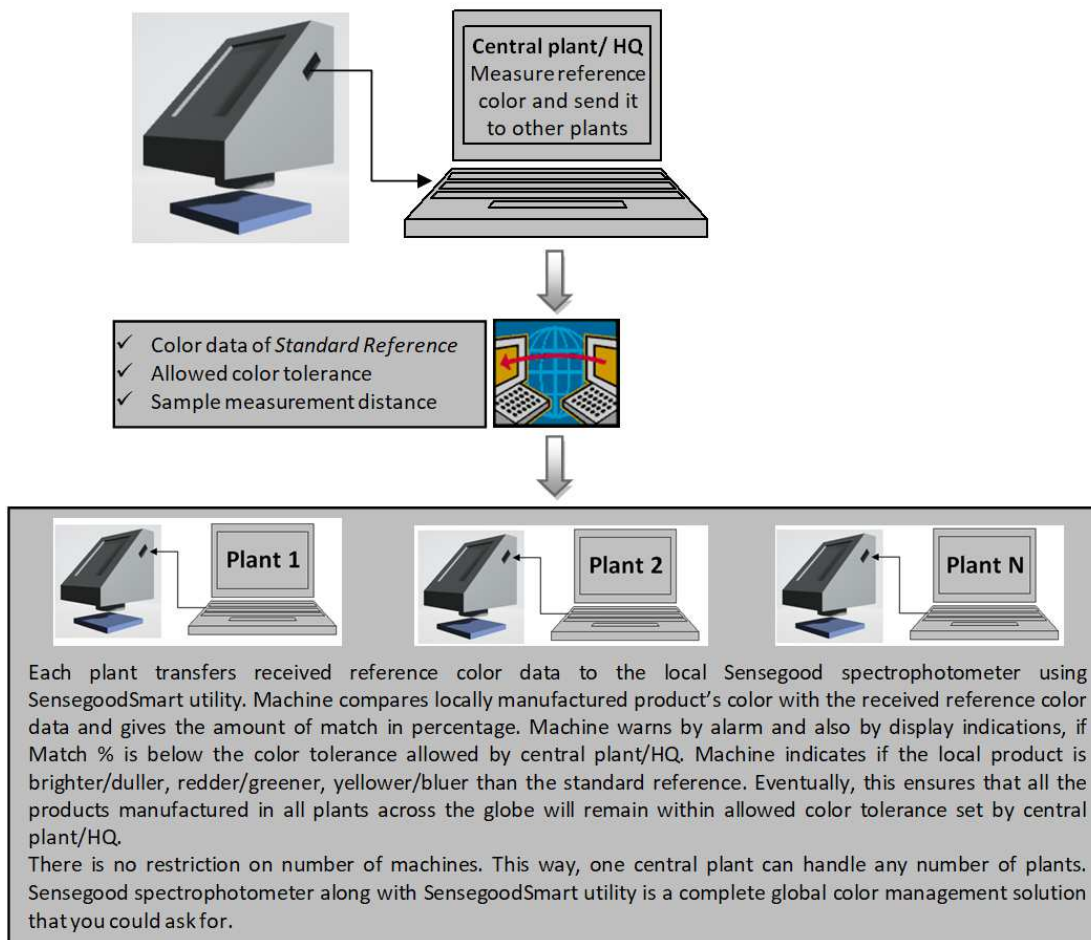 Central plant/ HQ
Measure reference
color and send it
to other plants
✓ Color data of Standard Reference
✓ Allowed color tolerance
✓ Sample measurement distance
Plant 1
Plant 2
Plant N
Each plant transfers received reference color data to the local Sensegood spectrophotometer using
SensegoodSmart utility. Machine compares locally manufactured product's color with the received reference color
data and gives the amount of match in percentage. Machine warns by alarm and also by display indications, if
Match % is below the color tolerance allowed by central plant/HQ. Machine indicates if the local product is
brighter/duller, redder/greener, yellower/bluer than the standard reference. Eventually, this ensures that all the
products manufactured in all plants across the globe will remain within allowed color tolerance set by central
plant/HQ.
There is no restriction on number of machines. This way, one central plant can handle any number of plants.
Sensegood spectrophotometer along with SensegoodSmart utility is a complete global color management solution
that you could ask for.